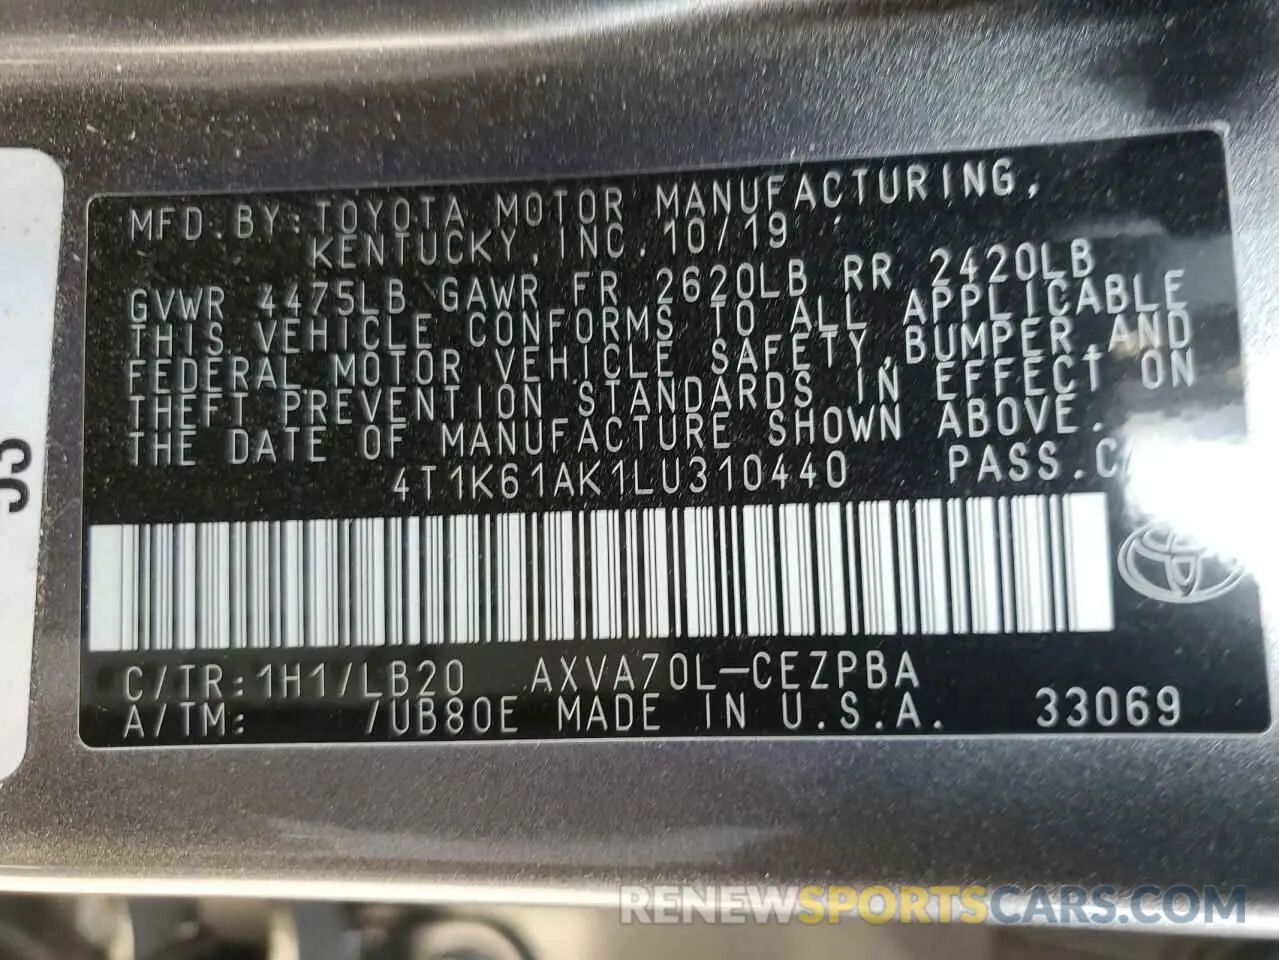 MFD. BY: TOYOTA MOTOR MANUFACTURING,
KENTUCKY, INC. 10/19
GVWR 4475LB GAWR FR 2620LB RR 2420LB
THIS VEHICLE CONFORMS TO ALL APPLICABLE
FEDERAL MOTOR VEHICLE SAFETY, BUMPER AND
THEFT PREVENTION STANDARDS IN EFFECT ON
THE DATE OF MANUFACTURE SHOWN ABOVE.
4T1K61AK1LU310440 PASS.
C/TR: 1H1/LB20 AXVA70L-CEZPBA
A/TM: /UB80E MADE IN U.S.A. 33069
RENEWSPORTSCARS.COM